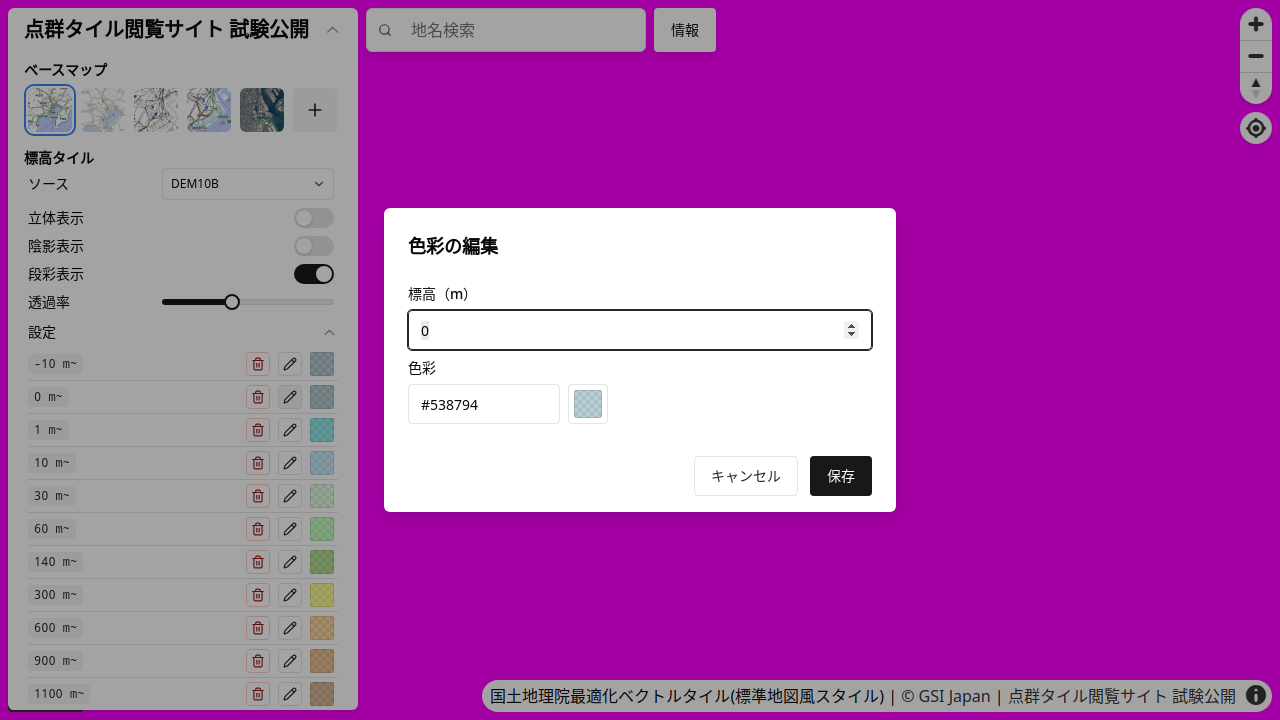 点群タイル閲覧サイト 試験公開
ベースマップ
標高タイル
ソース
DEM10B
立体表示
陰影表示
段彩表示
透過率
設定
-10 m~
0 m~
1 m~
10 m~
30 m~
60 m~
140 m~
300 m~
600 m~
900 m~
1100 m~
地名検索
情報
色彩の編集
標高（m）
0
色彩
#538794
キャンセル
保存
国土地理院最適化ベクトルタイル(標準地図風スタイル) | © GSI Japan | 点群タイル閲覧サイト 試験公開